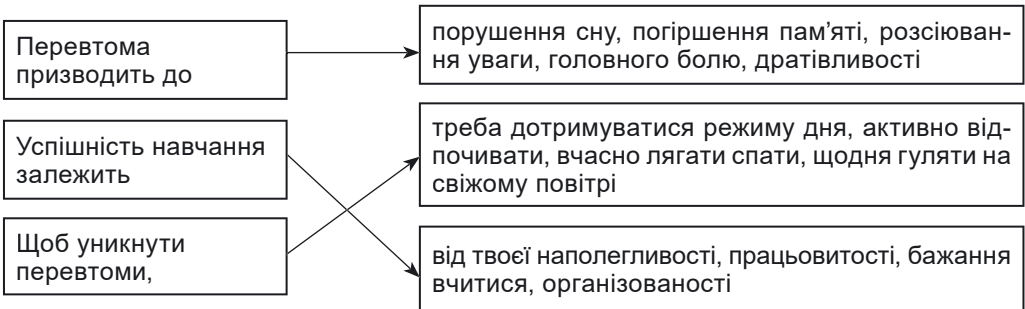 Перевтома
призводить до
порушення сну, погіршення пам’яті, розсіюван-
ня уваги, головного болю, дратівливості
Успішність навчання
залежить
треба дотримуватися режиму дня, активно від-
почивати, вчасно лягати спати, щодня гуляти на
свіжому повітрі
Щоб уникнути
перевтоми,
від твоєї наполегливості, працьовитості, бажання
вчитися, організованості